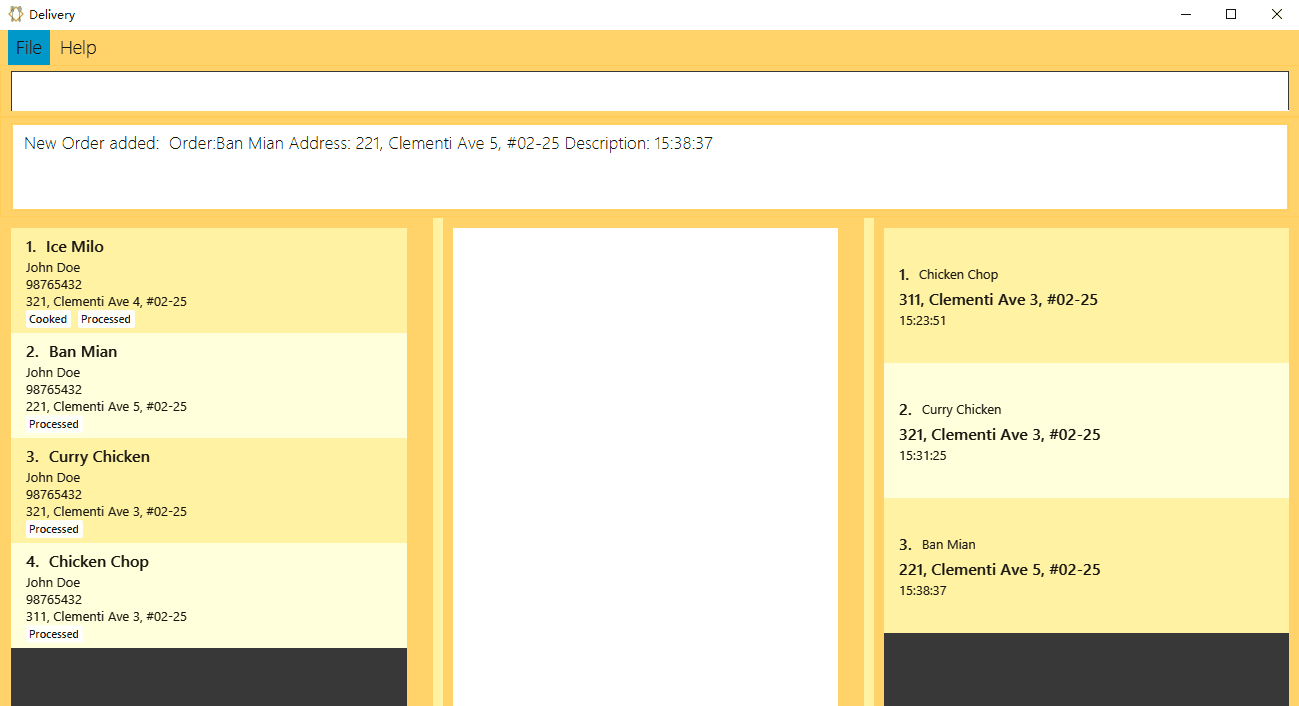 Delivery
File Help
New Order added:  Order:Ban Mian Address: 221, Clementi Ave 5, #02-25 Description: 15:38:37
1. Ice Milo
John Doe
98765432
321, Clementi Ave 4, #02-25
Cooked Processed
2. Ban Mian
John Doe
98765432
221, Clementi Ave 5, #02-25
Processed
3. Curry Chicken
John Doe
98765432
321, Clementi Ave 3, #02-25
Processed
4. Chicken Chop
John Doe
98765432
311, Clementi Ave 3, #02-25
Processed
1. Chicken Chop
311, Clementi Ave 3, #02-25
15:23:51
2. Curry Chicken
321, Clementi Ave 3, #02-25
15:31:25
3. Ban Mian
221, Clementi Ave 5, #02-25
15:38:37